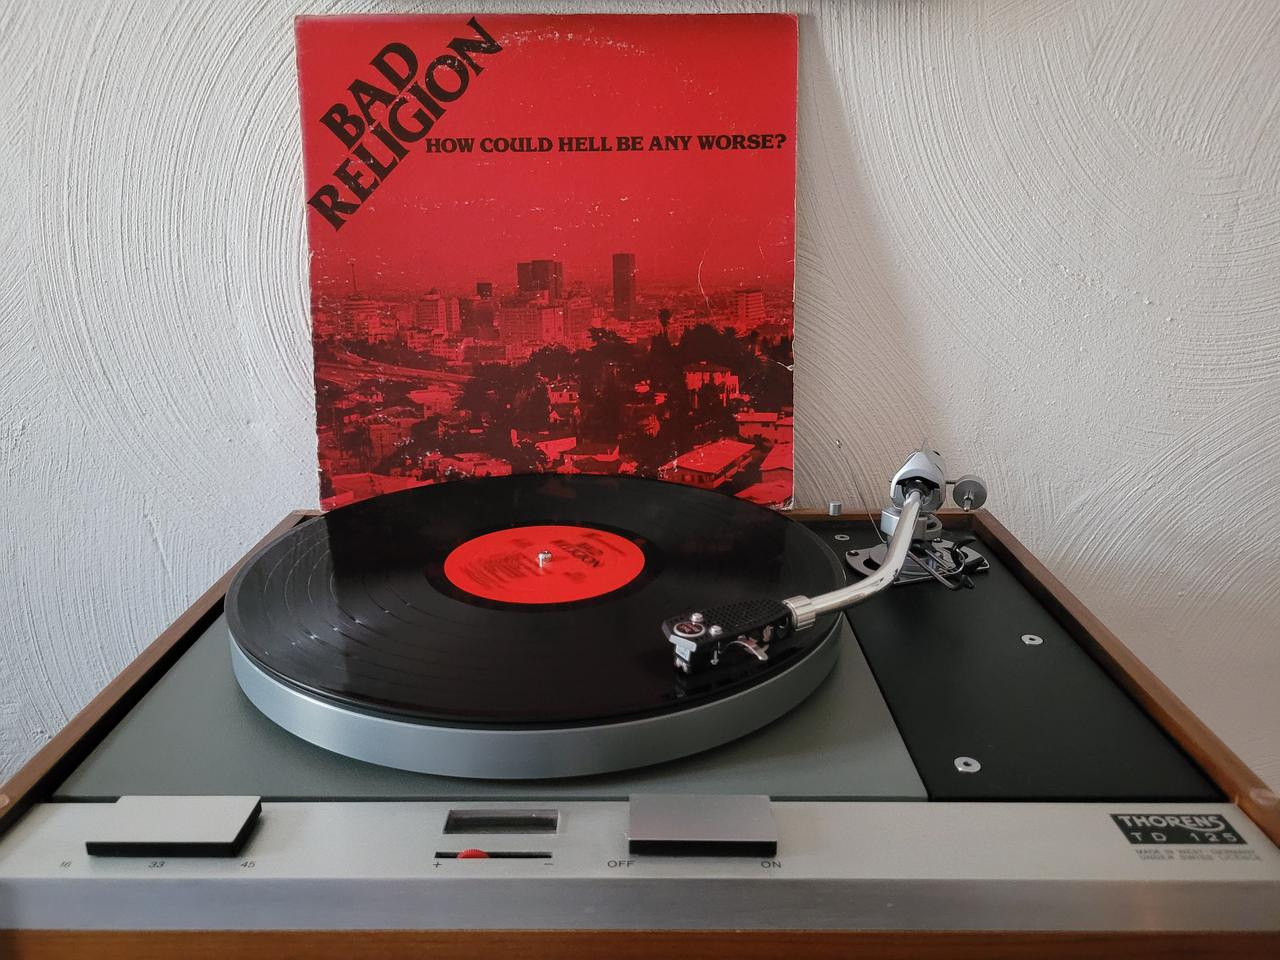 BAD
RELIGION
HOW COULD HELL BE ANY WORSE?
BAD
RELIGION
16 33 45
+ −
OFF ON
THORENS
TD 125
MADE IN WEST-GERMANY
UNDER SWISS LICENCE